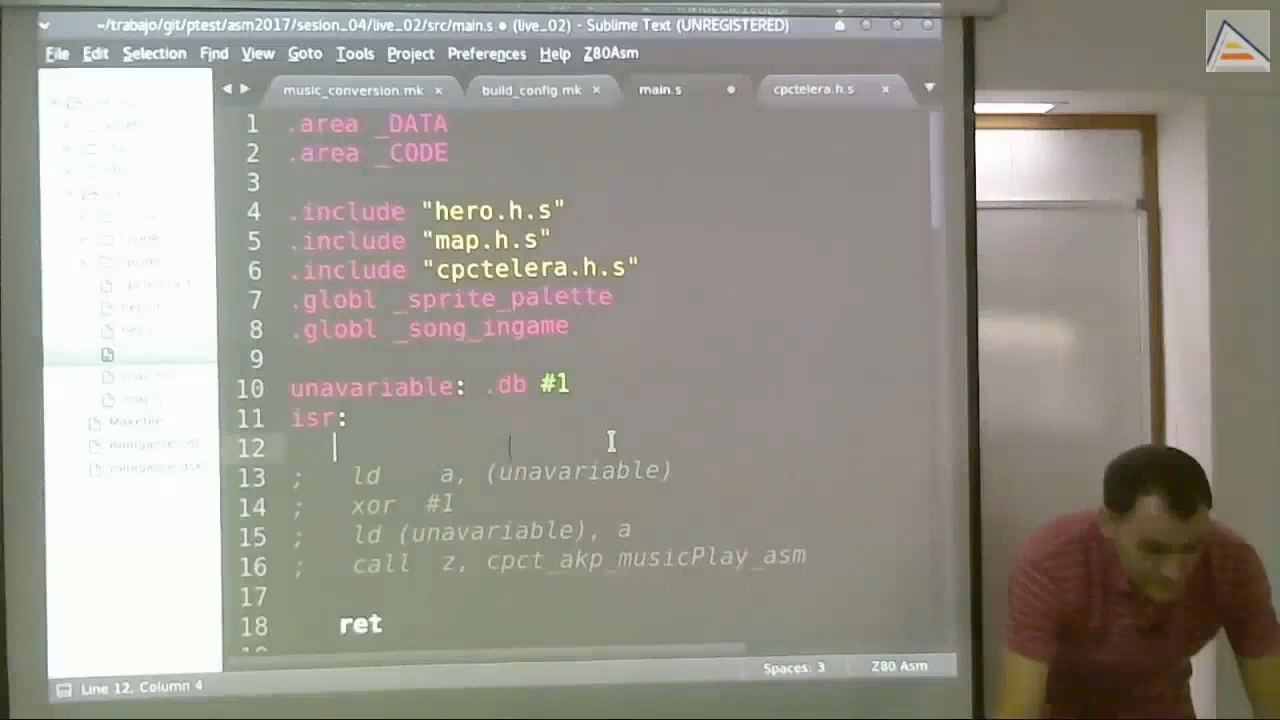 ~/trabajo/git/ptest/asm2017/sesion_04/live_02/src/main.s • (live_02) - Sublime Text (UNREGISTERED)
File Edit Selection Find View Goto Tools Project Preferences Help Z80Asm
music_conversion.mk × build_config.mk × main.s • cpctelera.h.s ×
1 .area _DATA
2 .area _CODE
3
4 .include "hero.h.s"
5 .include "map.h.s"
6 .include "cpctelera.h.s"
7 .globl _sprite_palette
8 .globl _song_ingame
9
10 unavariable: .db #1
11 isr:
12
13 ; ld a, (unavariable)
14 ; xor #1
15 ; ld (unavariable), a
16 ; call z, cpct_akp_musicPlay_asm
17
18 ret
Makefile
Line 12, Column 4
Spaces: 3
Z80 Asm